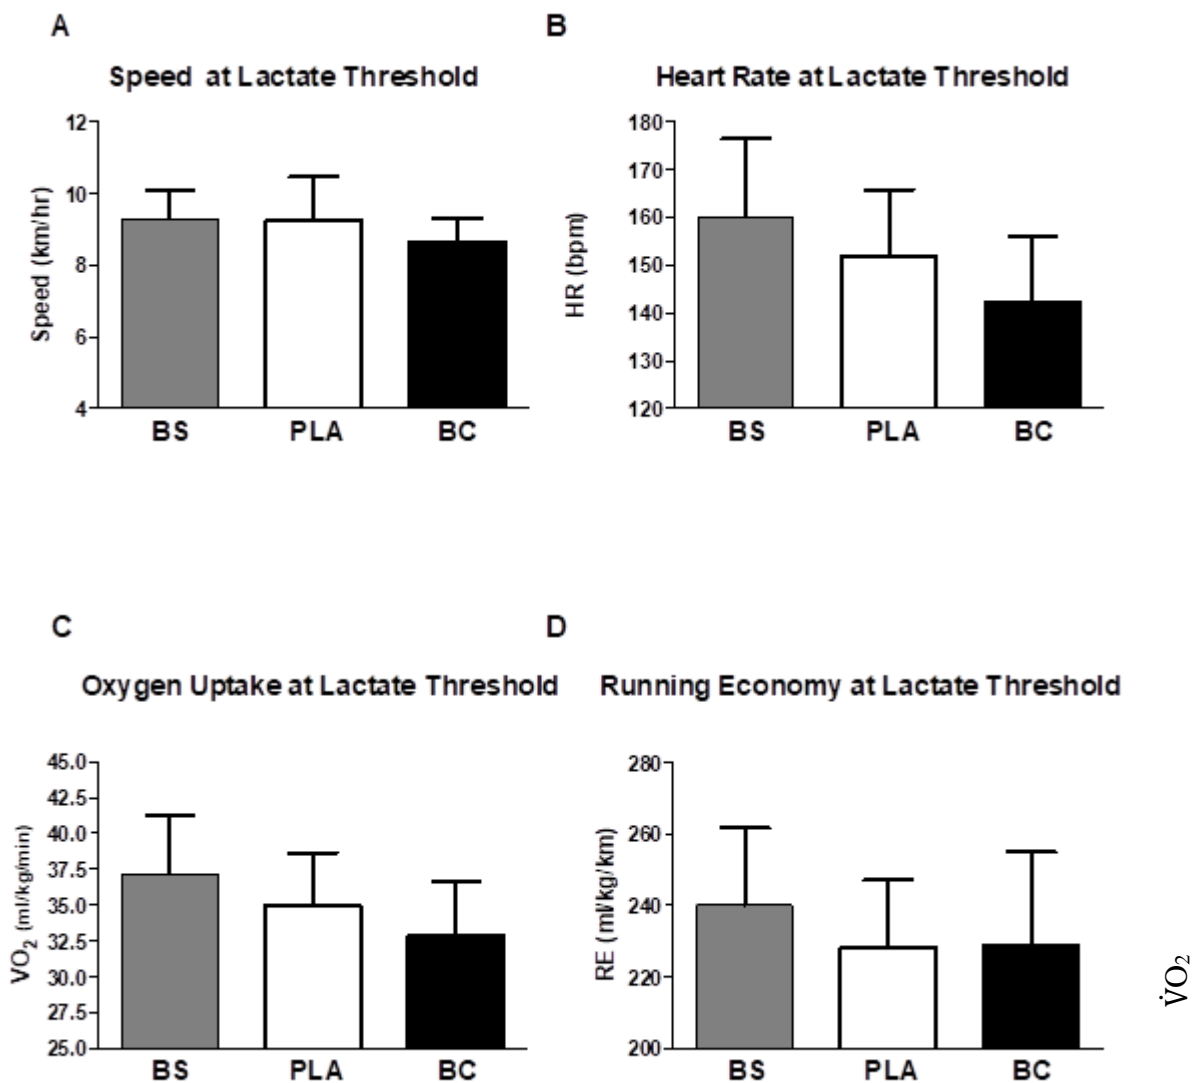 A
Speed at Lactate Threshold
Speed (km/hr)
12
10
8
6
4
BS PLA BC
B
Heart Rate at Lactate Threshold
HR (bpm)
180
170
160
150
140
130
120
BS PLA BC
C
Oxygen Uptake at Lactate Threshold
VO2 (ml/kg/min)
45.0
42.5
40.0
37.5
35.0
32.5
30.0
27.5
25.0
BS PLA BC
D
Running Economy at Lactate Threshold
RE (ml/kg/km)
280
260
240
220
200
BS PLA BC
V̇O2